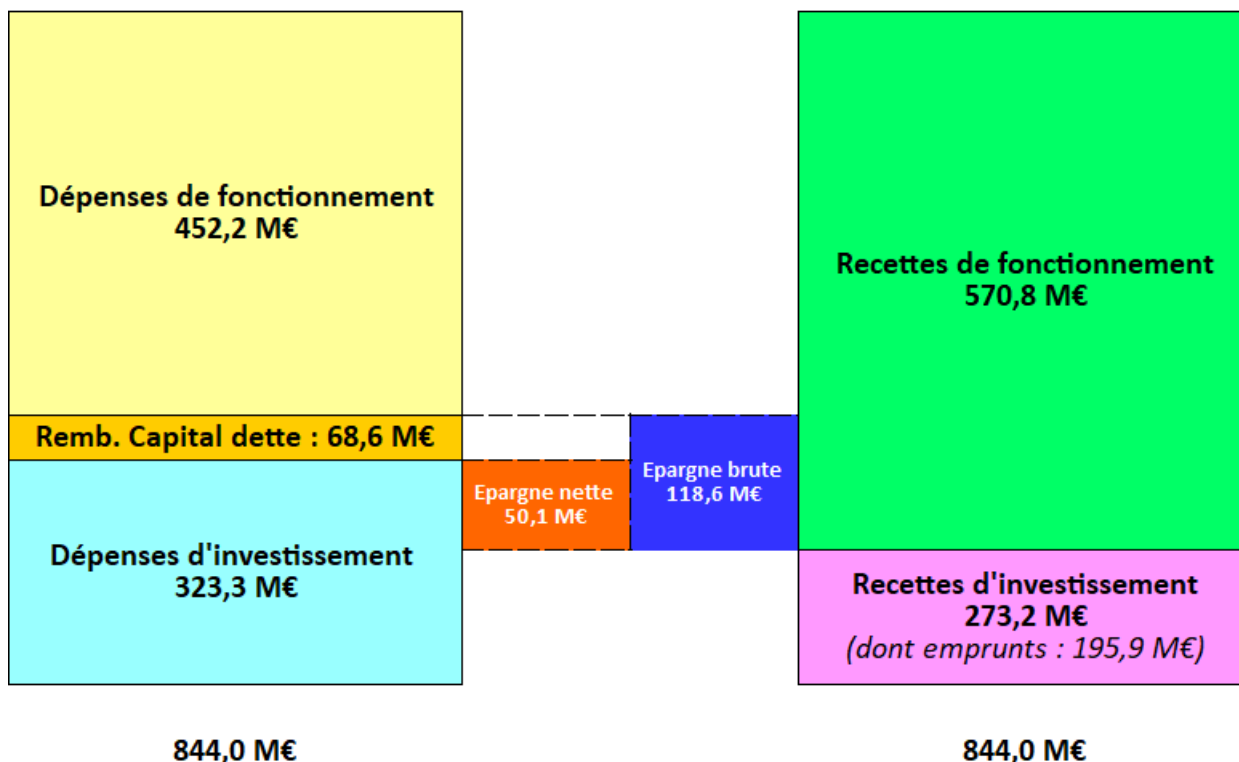 Dépenses de fonctionnement
452,2 M€
Remb. Capital dette : 68,6 M€
Dépenses d'investissement
323,3 M€
844,0 M€
Epargne nette
50,1 M€
Epargne brute
118,6 M€
Recettes de fonctionnement
570,8 M€
Recettes d'investissement
273,2 M€
(dont emprunts : 195,9 M€)
844,0 M€